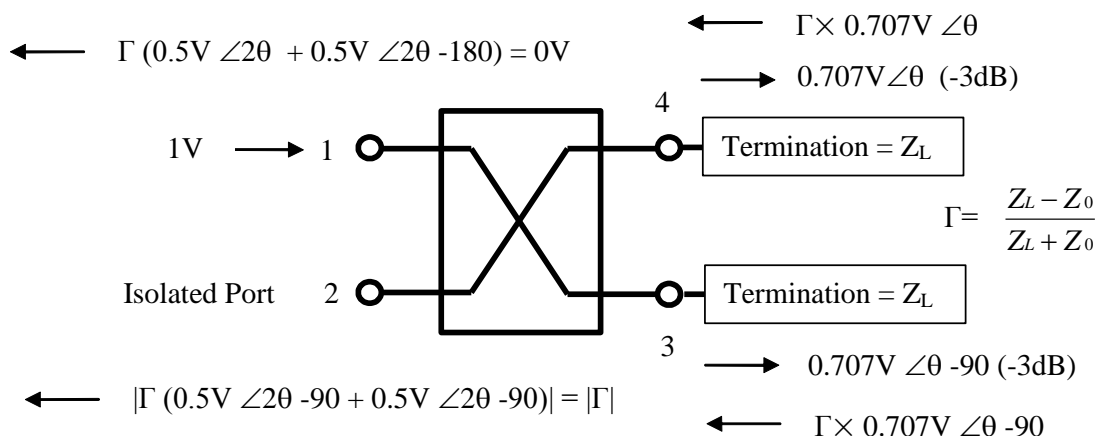 Γ× 0.707V ∠θ
Γ (0.5V ∠2θ + 0.5V ∠2θ -180) = 0V
0.707V∠θ (-3dB)
4
1V
1
Termination = ZL
Γ= ZL − Z0
ZL + Z0
Isolated Port
2
Termination = ZL
3
0.707V ∠θ -90 (-3dB)
|Γ (0.5V ∠2θ -90 + 0.5V ∠2θ -90)| = |Γ|
Γ× 0.707V ∠θ -90